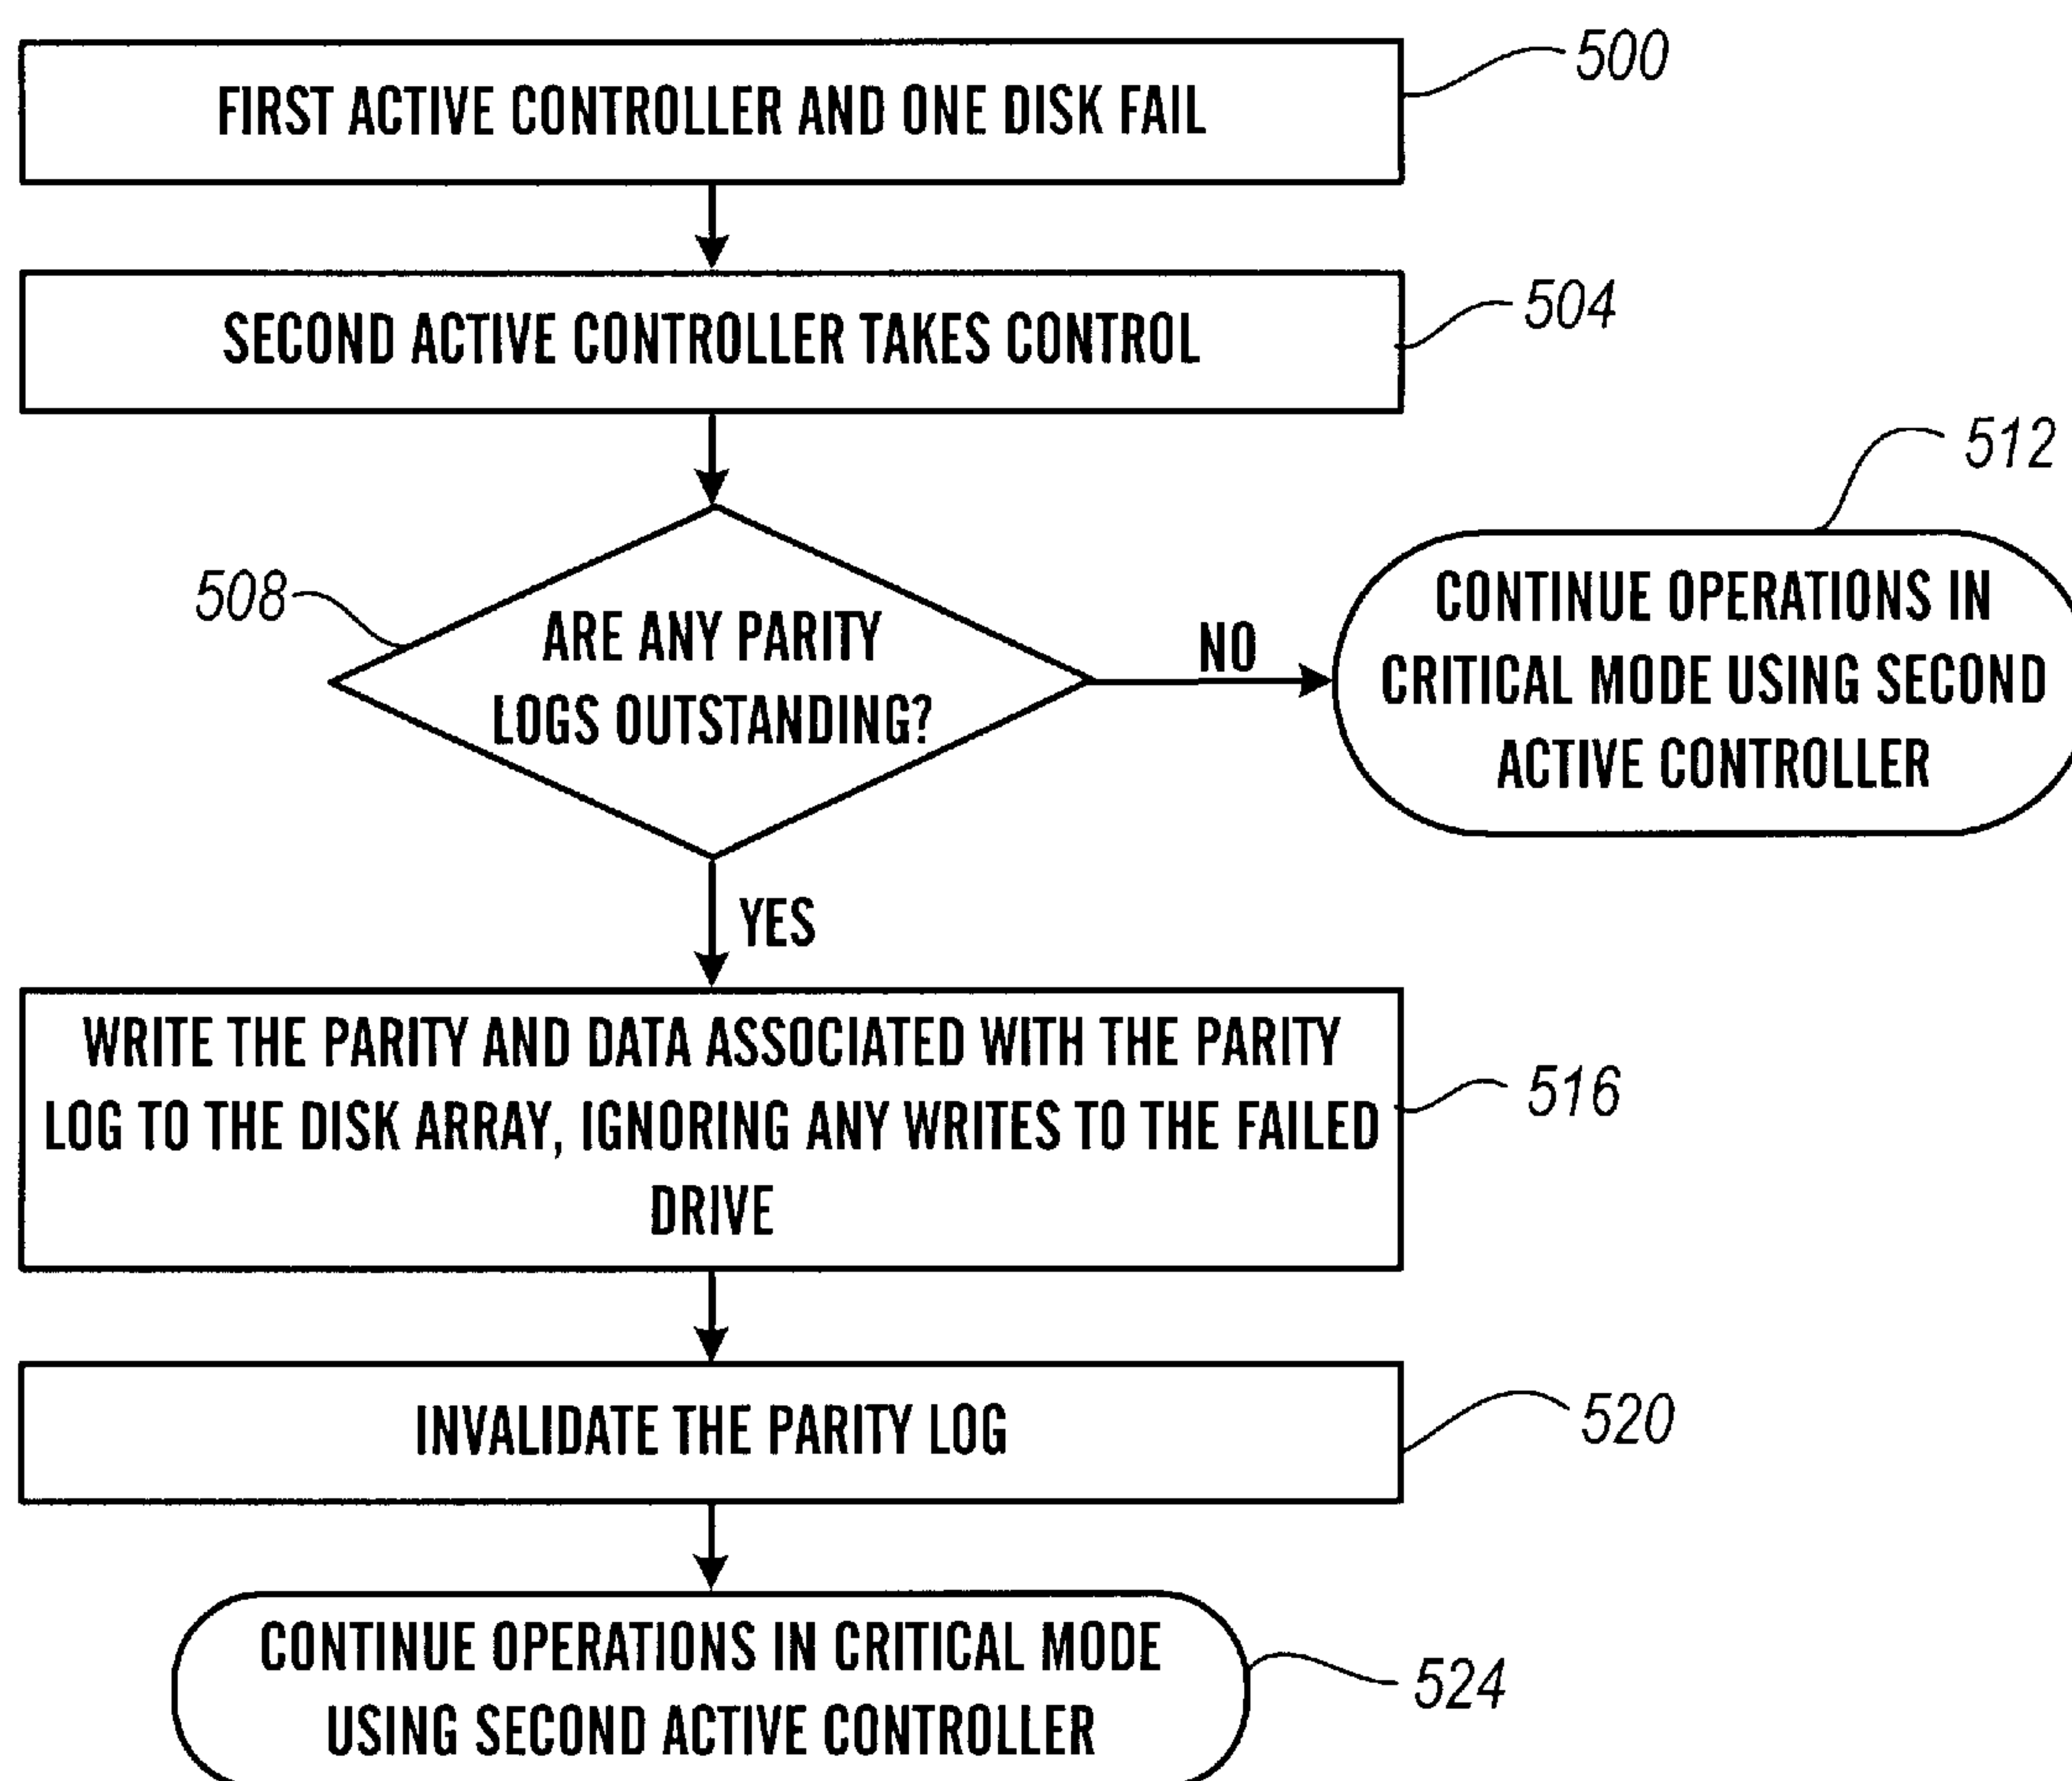 500
FIRST ACTIVE CONTROLLER AND ONE DISK FAIL
504
SECOND ACTIVE CONTROLLER TAKES CONTROL
512
508
ARE ANY PARITY
LOGS OUTSTANDING?
NO
CONTINUE OPERATIONS IN
CRITICAL MODE USING SECOND
ACTIVE CONTROLLER
YES
WRITE THE PARITY AND DATA ASSOCIATED WITH THE PARITY
LOG TO THE DISK ARRAY, IGNORING ANY WRITES TO THE FAILED
DRIVE
516
INVALIDATE THE PARITY LOG
520
CONTINUE OPERATIONS IN CRITICAL MODE
USING SECOND ACTIVE CONTROLLER
524